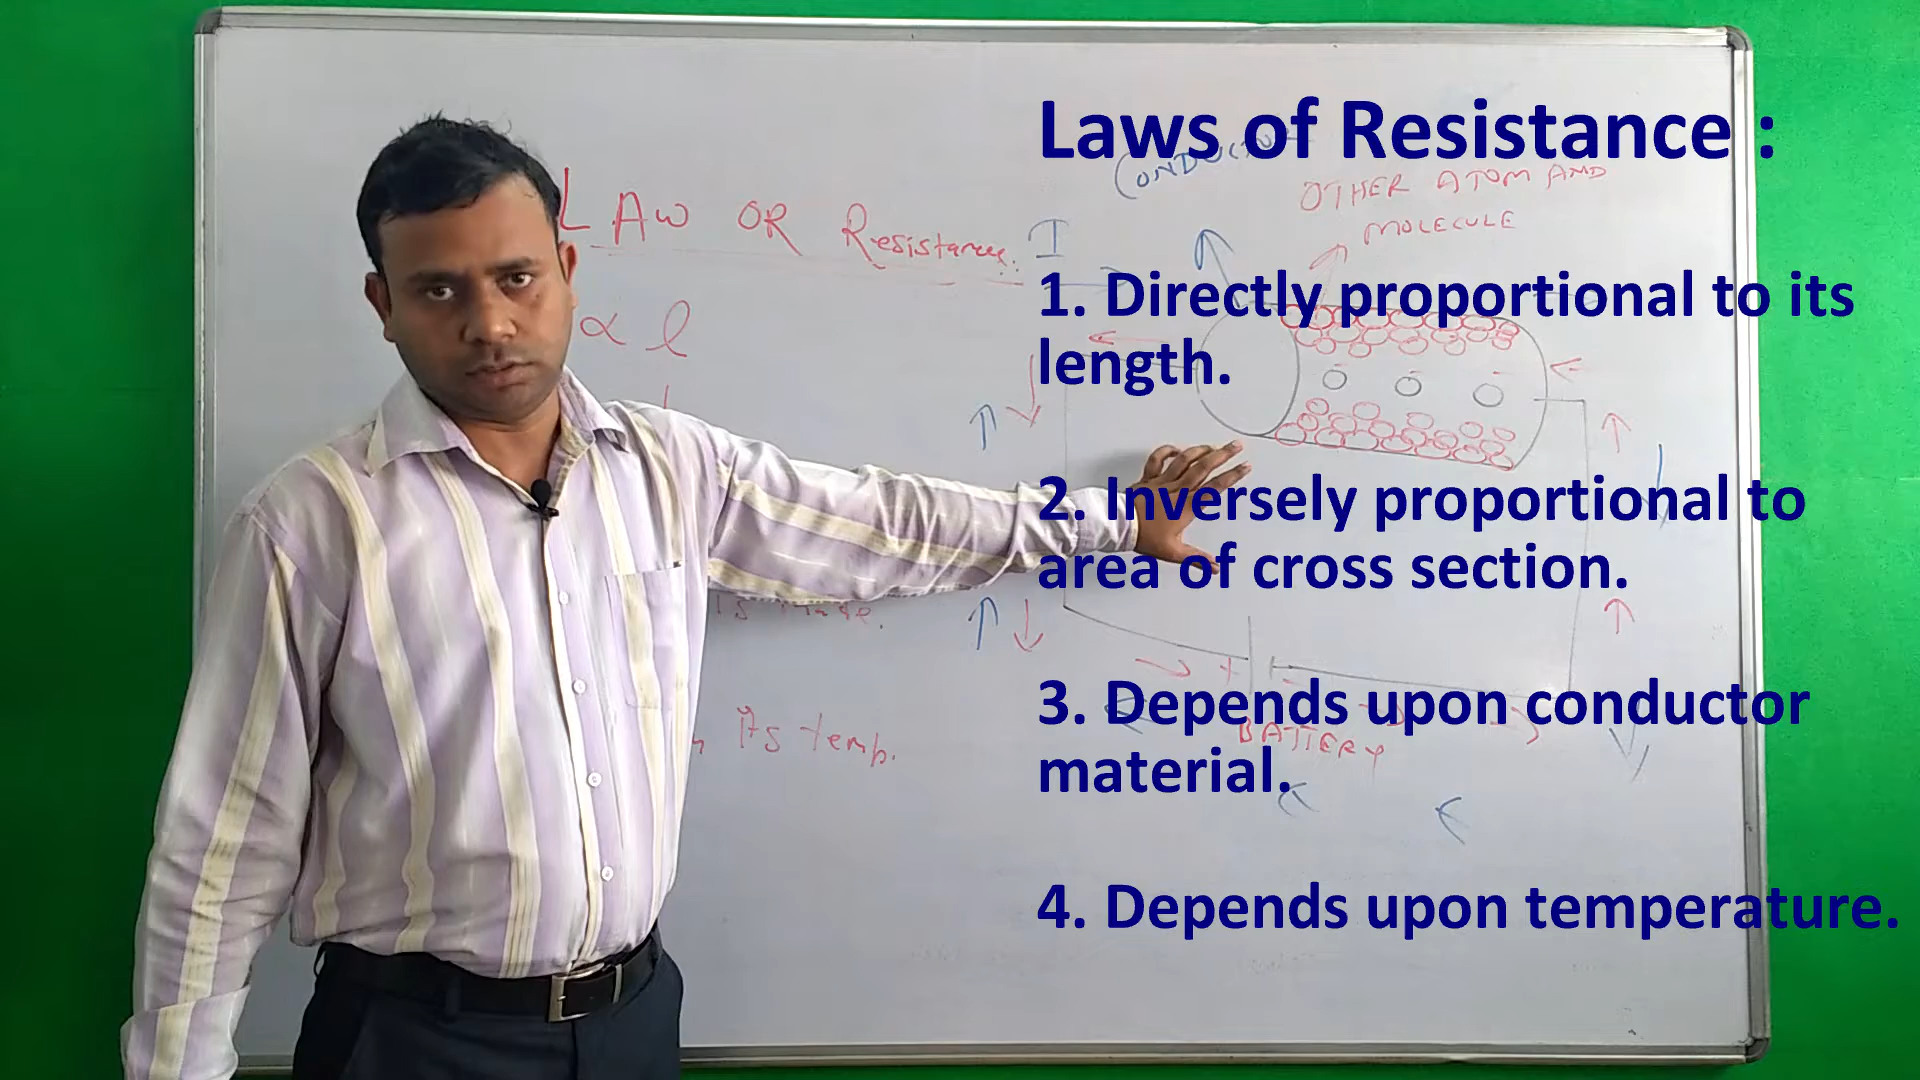 Laws of Resistance :
1. Directly proportional to its
length.
2. Inversely proportional to
area of cross section.
3. Depends upon conductor
material.
4. Depends upon temperature.
LAW OR Resistance.
∝ l
its temp.
I
OTHER ATOM AND
MOLECULE
+
-
BATTERY